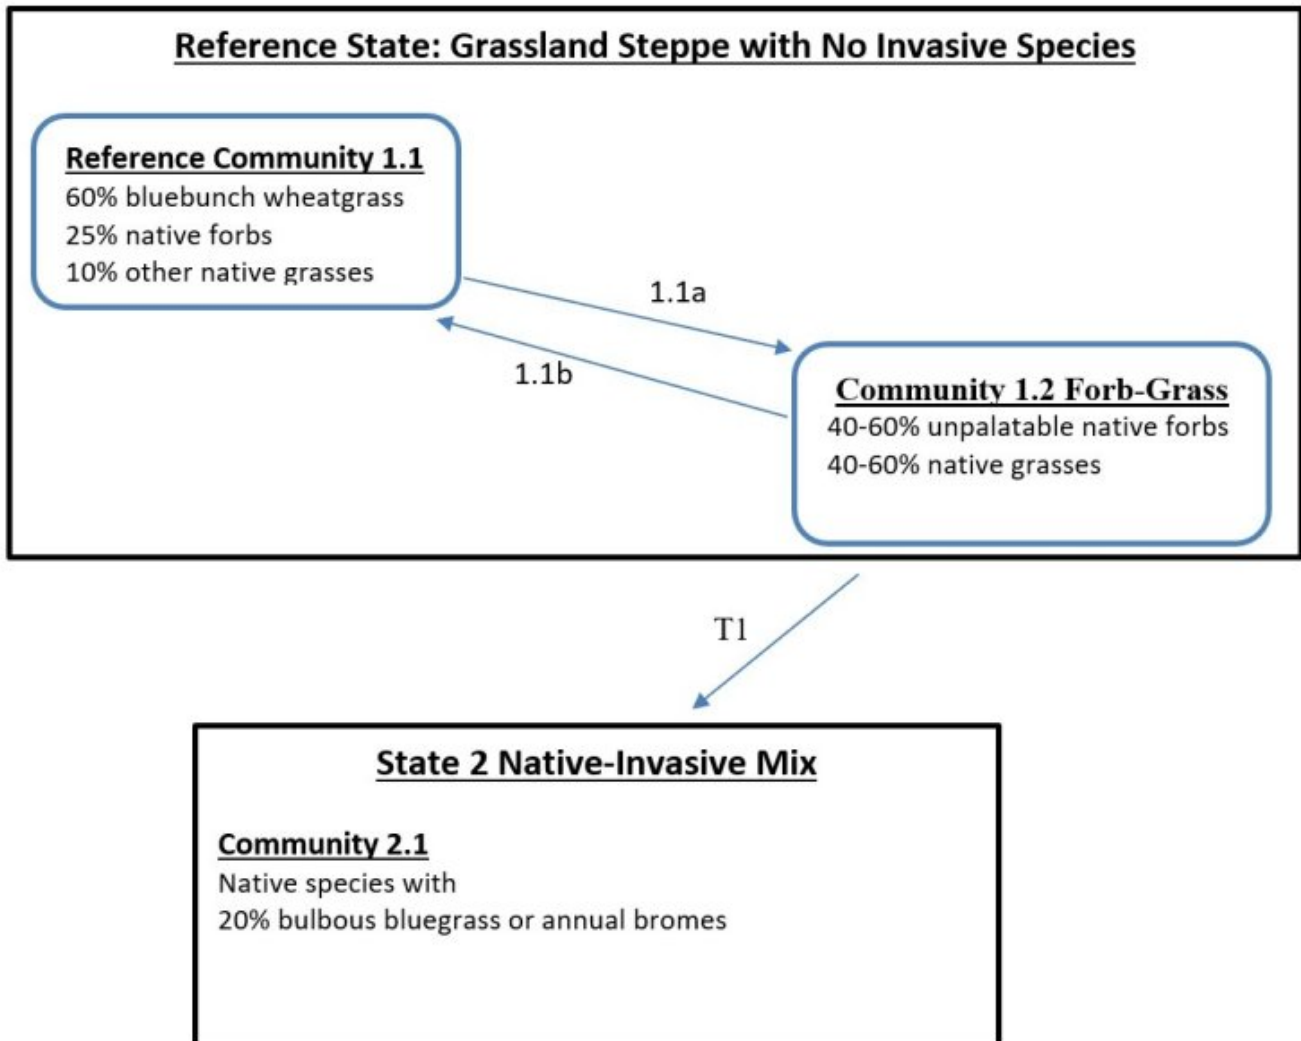 Reference State: Grassland Steppe with No Invasive Species
Reference Community 1.1
60% bluebunch wheatgrass
25% native forbs
10% other native grasses
1.1a
1.1b
Community 1.2 Forb-Grass
40-60% unpalatable native forbs
40-60% native grasses
T1
State 2 Native-Invasive Mix
Community 2.1
Native species with
20% bulbous bluegrass or annual bromes